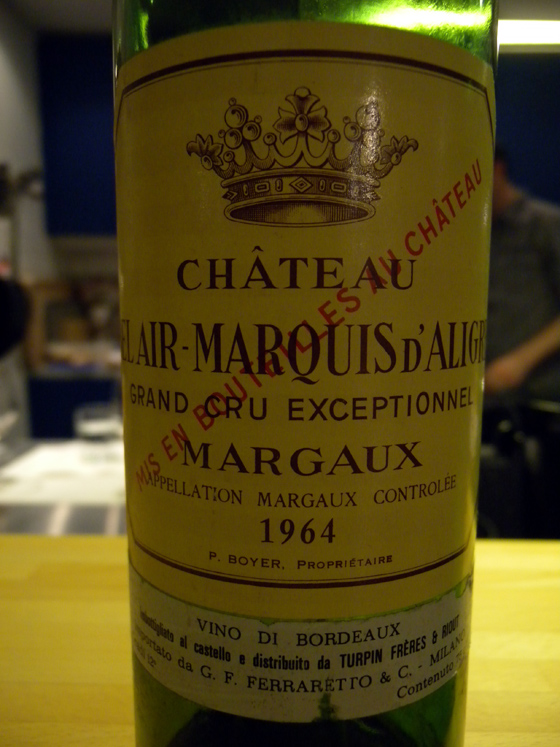 CHÂTEAU
ELAIR-MARQUIS D'ALIGR
GRAND CRU EXCEPTIONNEL
MARGAUX
APPELLATION MARGAUX CONTROLÉE
1964
P. BOYER, PROPRIÉTAIRE
MIS EN BOUTEILLES AU CHÂTEAU
VINO DI BORDEAUX
al castello e distribuito da TURPIN FRÈRES & RIOUT
da G. F. FERRARETTO & C. - MILANO
Contenuto